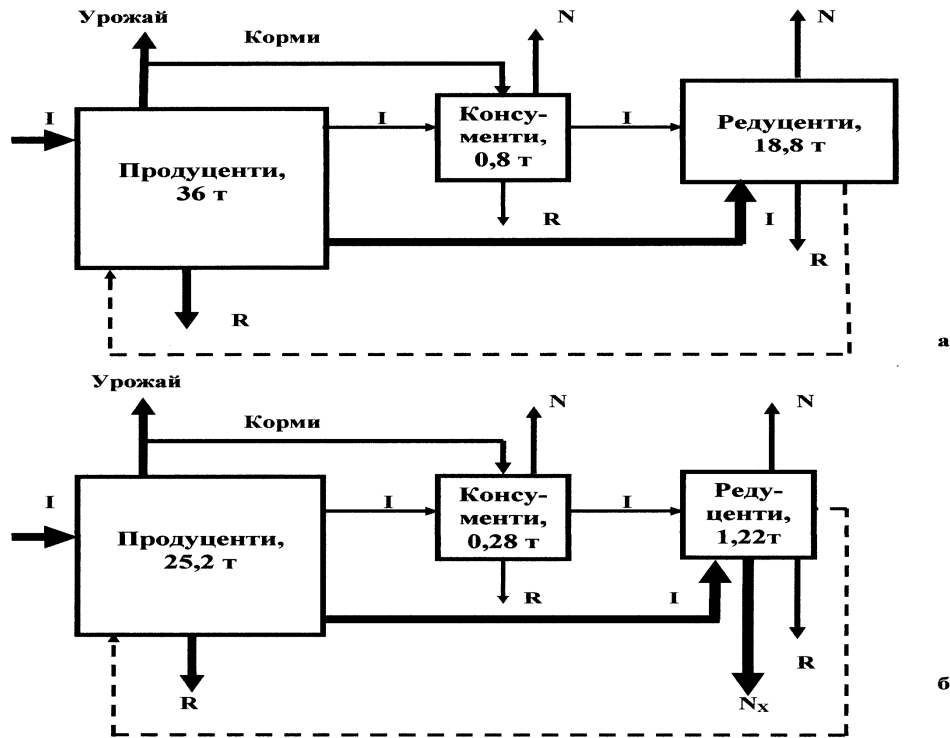 Урожай
Корми
N
N
I
Продуценти,
36 т
I
Консу-
менти,
0,8 т
I
Редуценти,
18,8 т
R
I
R
R
а
Урожай
Корми
N
N
I
Продуценти,
25,2 т
I
Консу-
менти,
0,28 т
I
Реду-
центи,
1,22т
R
I
R
R
Nх
б